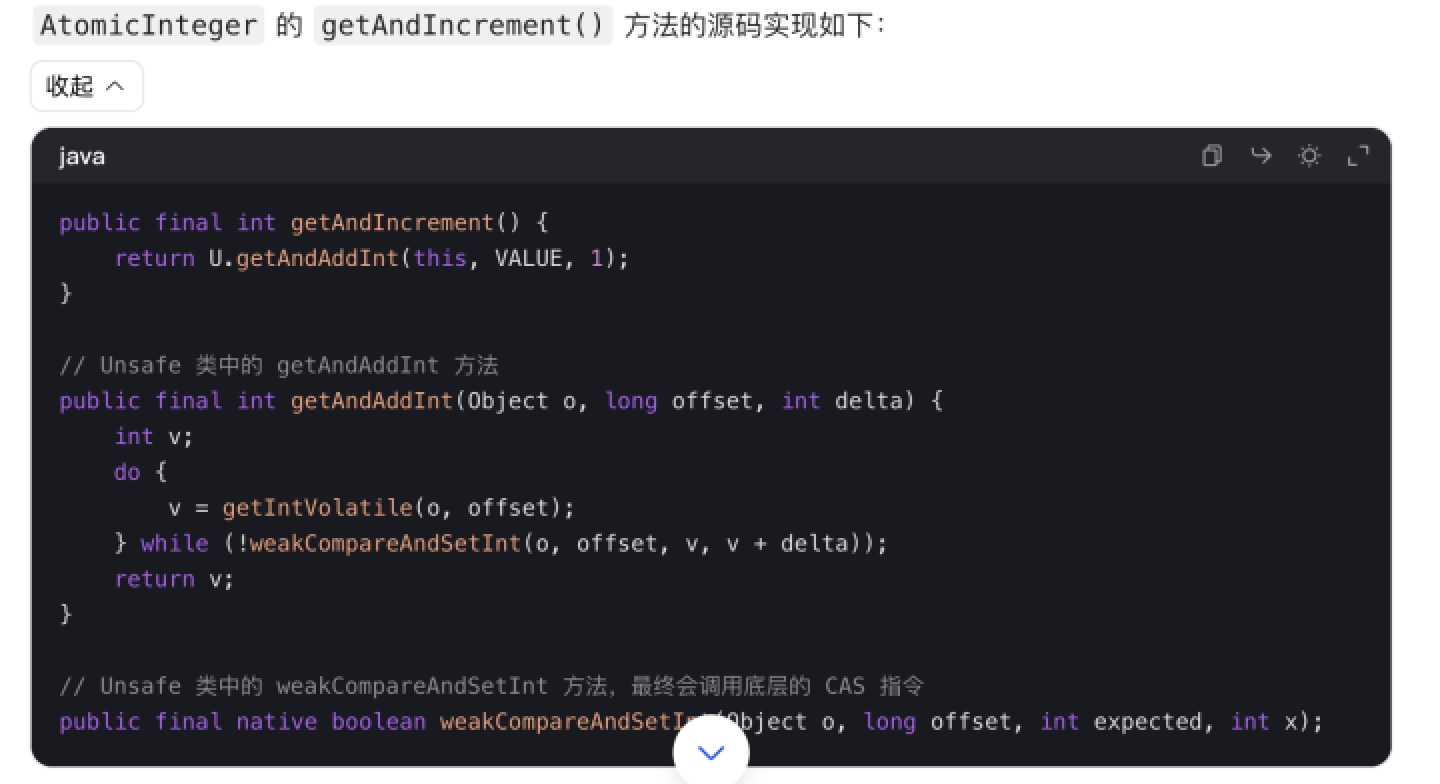 AtomicInteger 的 getAndIncrement() 方法的源码实现如下：
收起
java
public final int getAndIncrement() {
    return U.getAndAddInt(this, VALUE, 1);
}
// Unsafe 类中的 getAndAddInt 方法
public final int getAndAddInt(Object o, long offset, int delta) {
    int v;
    do {
        v = getIntVolatile(o, offset);
    } while (!weakCompareAndSetInt(o, offset, v, v + delta));
    return v;
}
// Unsafe 类中的 weakCompareAndSetInt 方法，最终会调用底层的 CAS 指令
public final native boolean weakCompareAndSetInt(Object o, long offset, int expected, int x);